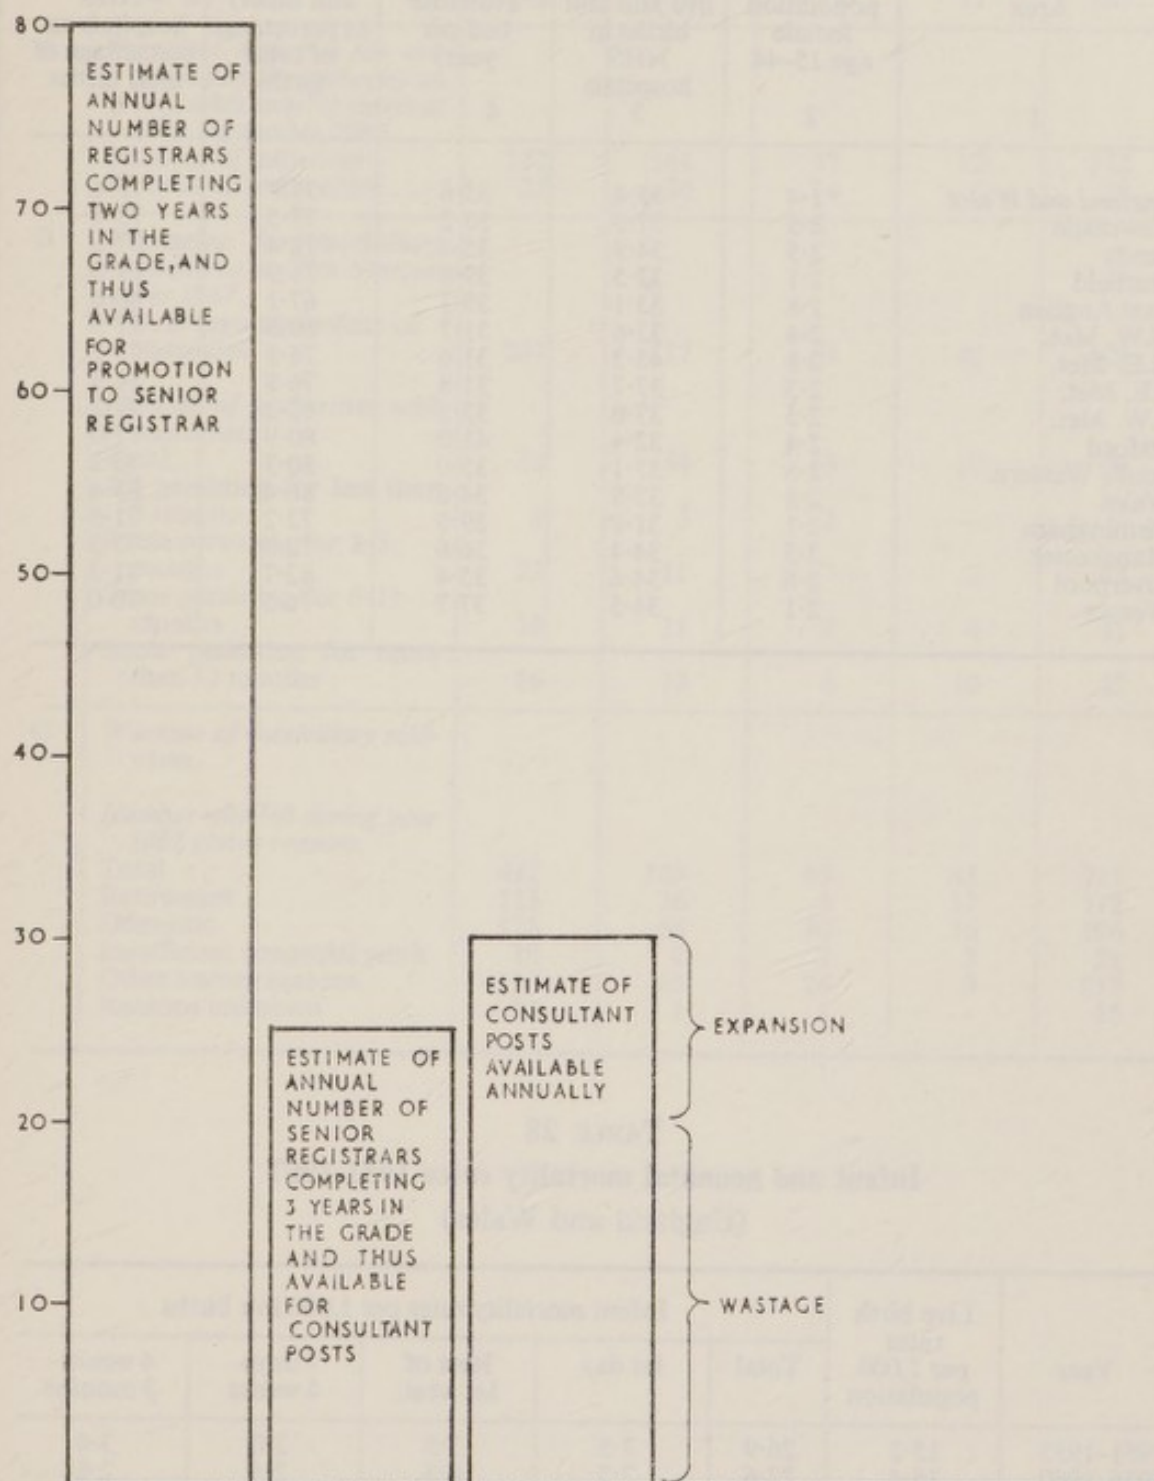 80
ESTIMATE OF
ANNUAL
NUMBER OF
REGISTRARS
COMPLETING
TWO YEARS
IN THE
GRADE, AND
THUS
AVAILABLE
FOR
PROMOTION
TO SENIOR
REGISTRAR
70
60
50
40
30
20
10
ESTIMATE OF
ANNUAL
NUMBER OF
SENIOR
REGISTRARS
COMPLETING
3 YEARS IN
THE GRADE
AND THUS
AVAILABLE
FOR
CONSULTANT
POSTS
ESTIMATE OF
CONSULTANT
POSTS
AVAILABLE
ANNUALLY
EXPANSION
WASTAGE